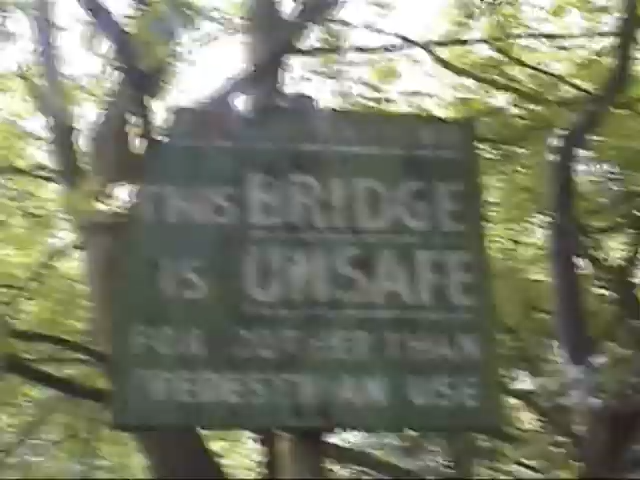 THIS BRIDGE
IS UNSAFE
FOR OTHER THAN
PEDESTRIAN USE